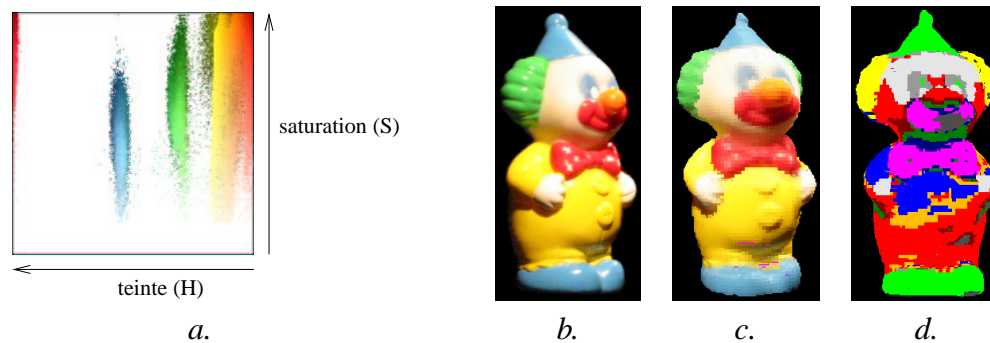 saturation (S)
teinte (H)
a.
b.
c.
d.